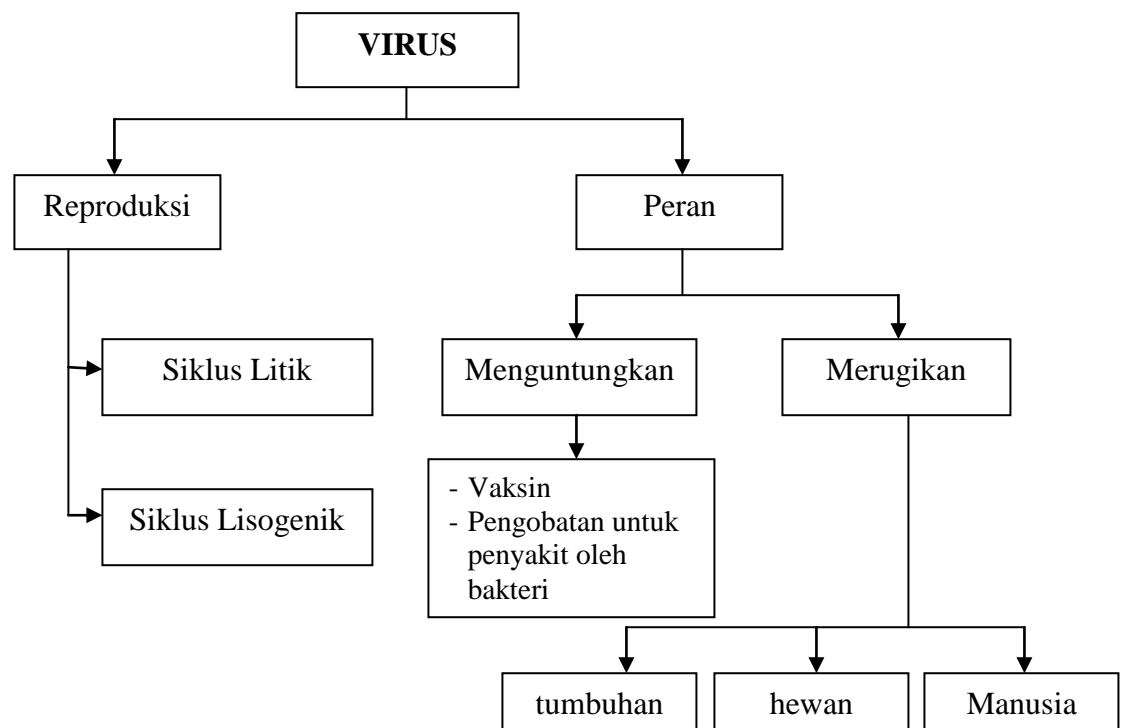 VIRUS
Reproduksi
Peran
Siklus Litik
Menguntungkan
Merugikan
Siklus Lisogenik
- Vaksin
- Pengobatan untuk
penyakit oleh
bakteri
tumbuhan
hewan
Manusia